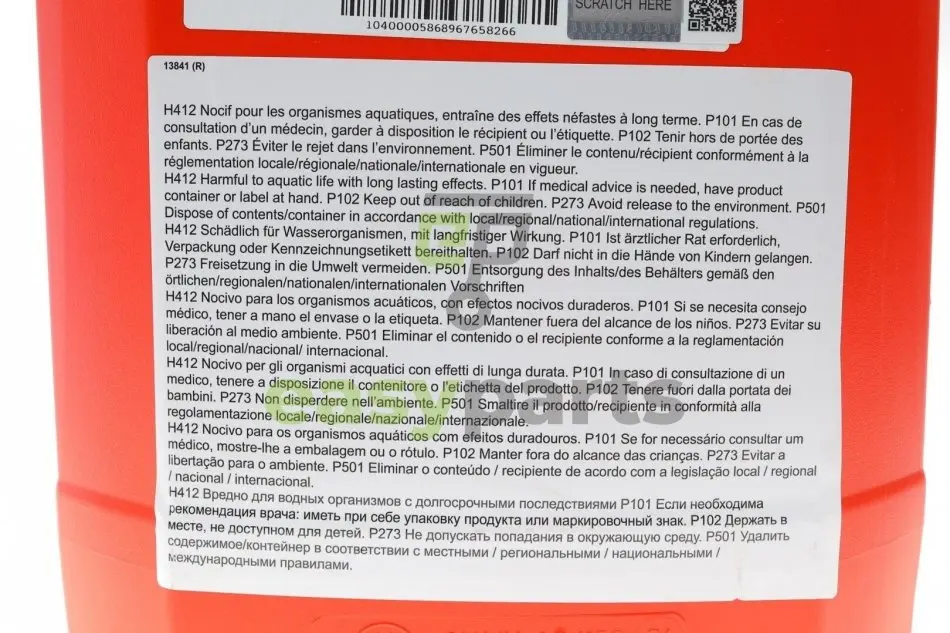 SCRATCH HERE
10400005868967658266
13841 (R)
H412 Nocif pour les organismes aquatiques, entraîne des effets néfastes à long terme. P101 En cas de
consultation d'un médecin, garder à disposition le récipient ou l'étiquette. P102 Tenir hors de portée des
enfants. P273 Éviter le rejet dans l'environnement. P501 Éliminer le contenu/récipient conformément à la
réglementation locale/régionale/nationale/internationale en vigueur.
H412 Harmful to aquatic life with long lasting effects. P101 If medical advice is needed, have product
container or label at hand. P102 Keep out of reach of children. P273 Avoid release to the environment. P501
Dispose of contents/container in accordance with local/regional/national/international regulations.
H412 Schädlich für Wasserorganismen, mit langfristiger Wirkung. P101 Ist ärztlicher Rat erforderlich,
Verpackung oder Kennzeichnungsetikett bereithalten. P102 Darf nicht in die Hände von Kindern gelangen.
P273 Freisetzung in die Umwelt vermeiden. P501 Entsorgung des Inhalts/des Behälters gemäß den
örtlichen/regionalen/nationalen/internationalen Vorschriften
H412 Nocivo para los organismos acuáticos, con efectos nocivos duraderos. P101 Si se necesita consejo
médico, tener a mano el envase o la etiqueta. P102 Mantener fuera del alcance de los niños. P273 Evitar su
liberación al medio ambiente. P501 Eliminar el contenido o el recipiente conforme a la reglamentación
local/regional/nacional/ internacional.
H412 Nocivo per gli organismi acquatici con effetti di lunga durata. P101 In caso di consultazione di un
medico, tenere a disposizione il contenitore o l'etichetta del prodotto. P102 Tenere fuori dalla portata dei
bambini. P273 Non disperdere nell'ambiente. P501 Smaltire il prodotto/recipiente in conformità alla
regolamentazione locale/regionale/nazionale/internazionale.
easyparts
H412 Nocivo para os organismos aquáticos com efeitos duradouros. P101 Se for necessário consultar um
médico, mostre-lhe a embalagem ou o rótulo. P102 Manter fora do alcance das crianças. P273 Evitar a
libertação para o ambiente. P501 Eliminar o conteúdo / recipiente de acordo com a legislação local / regional
/ nacional / internacional.
H412 Вредно для водных организмов с долгосрочными последствиями P101 Если необходима
рекомендация врача: иметь при себе упаковку продукта или маркировочный знак. P102 Держать в
месте, не доступном для детей. P273 Не допускать попадания в окружающую среду. P501 Удалить
содержимое/контейнер в соответствии с местными / региональными / национальными /
международными правилами.